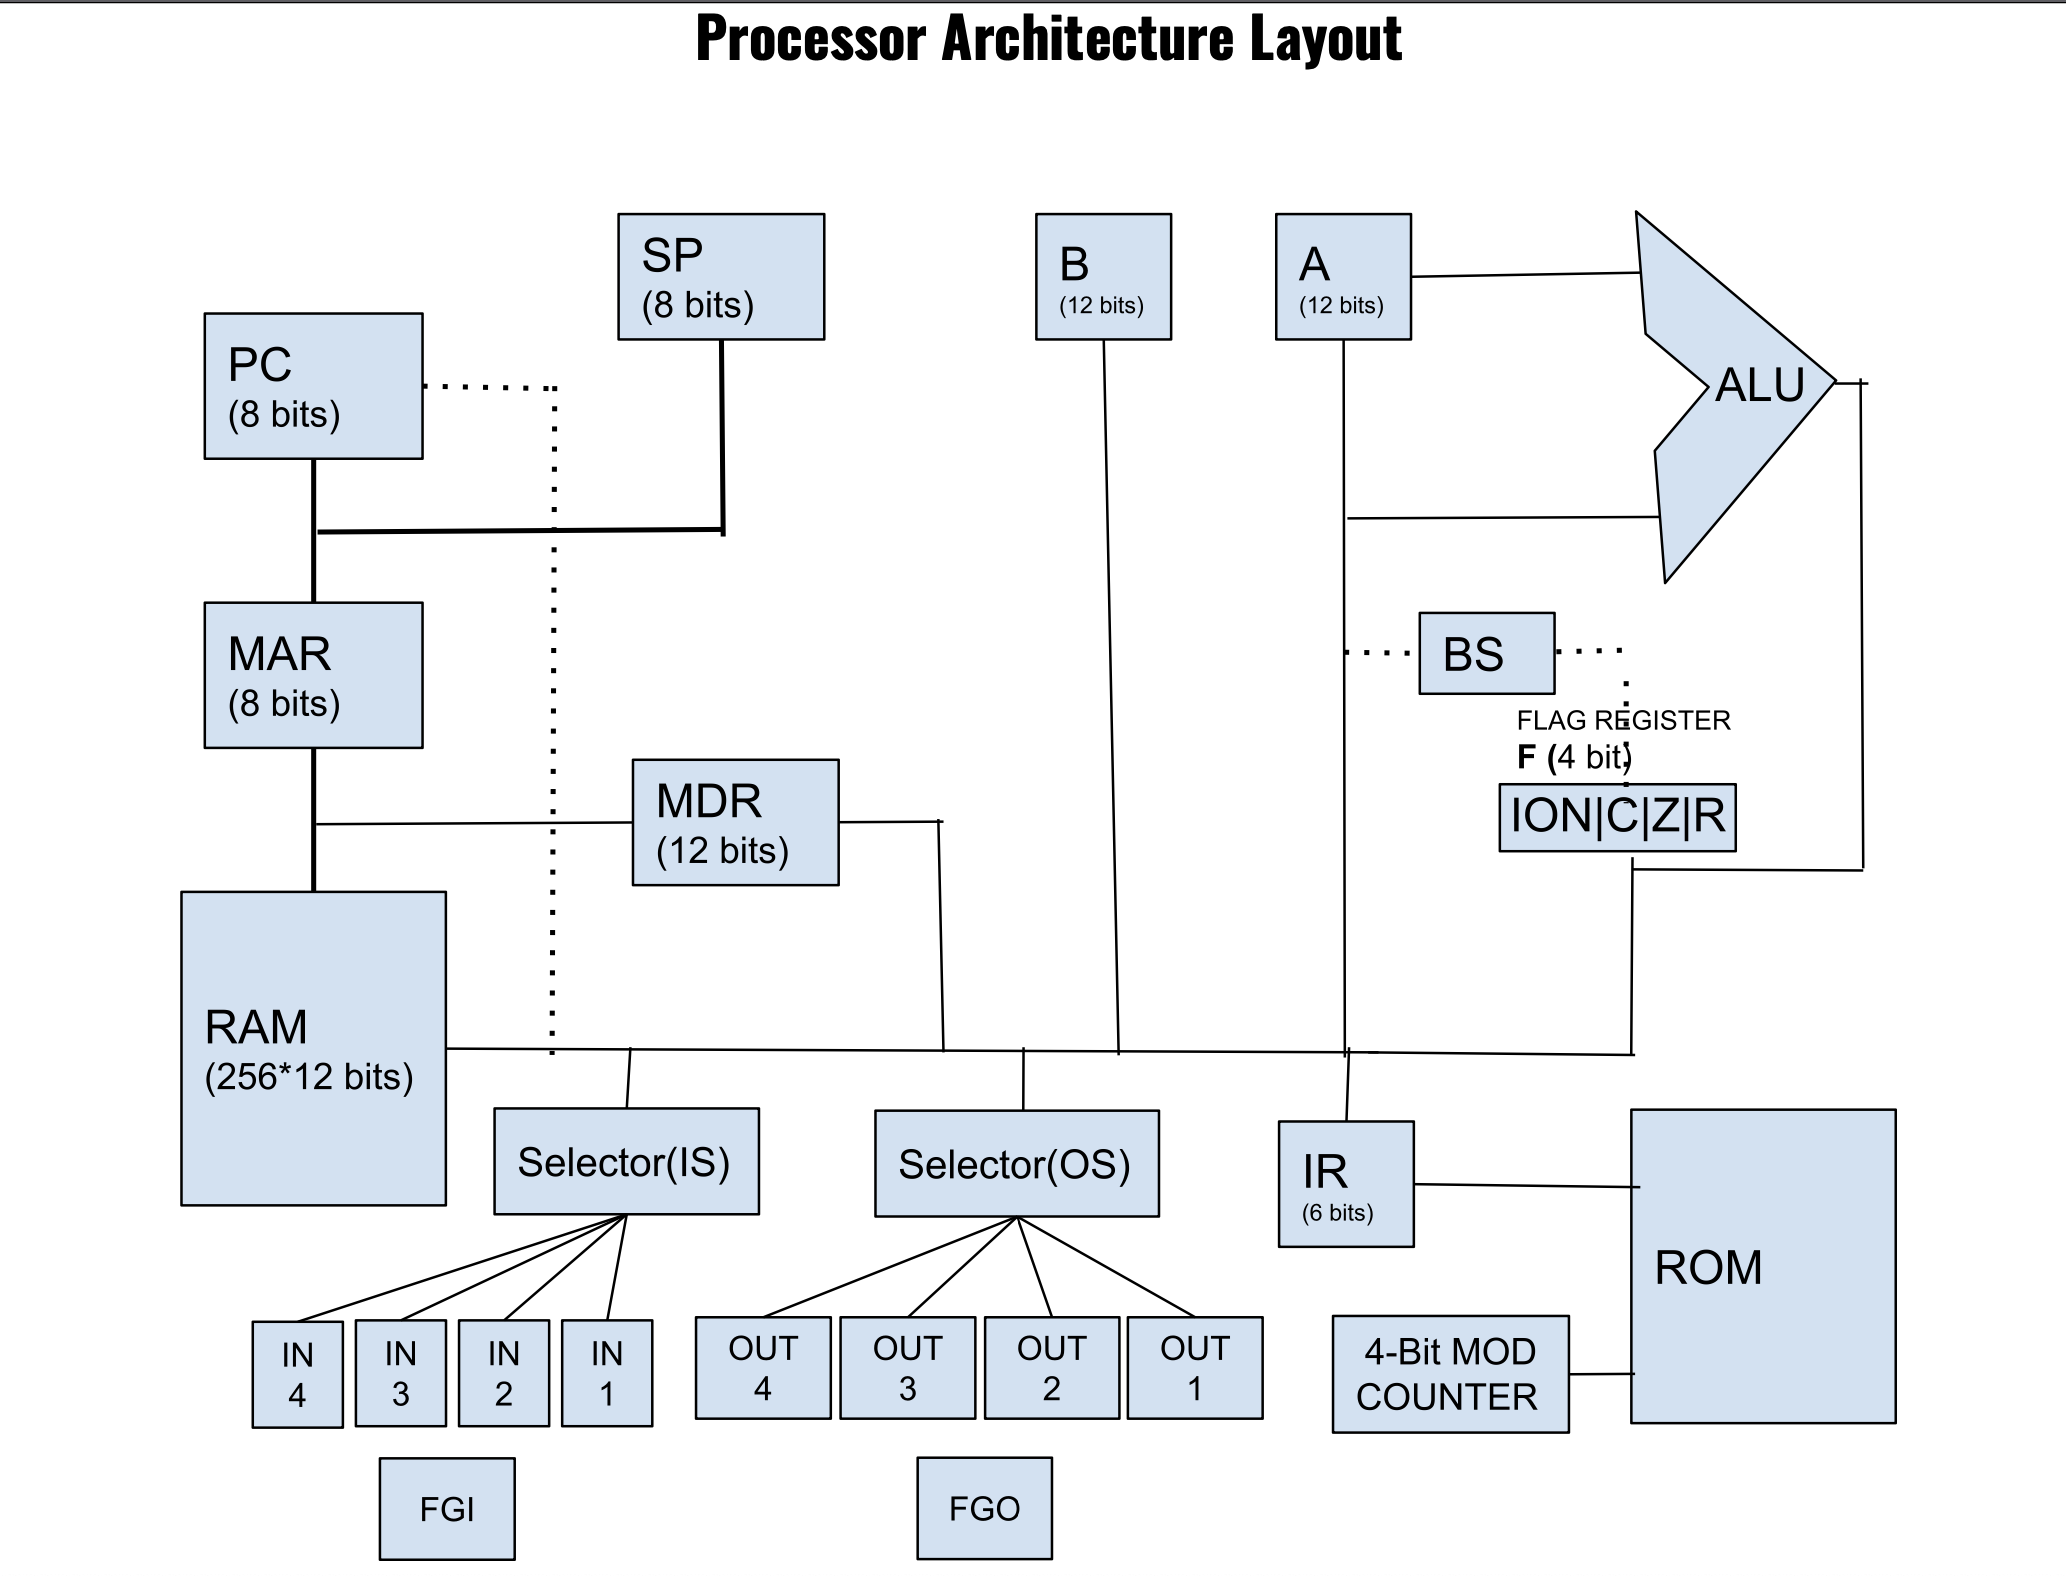 Processor Architecture Layout
SP
(8 bits)
B
(12 bits)
A
(12 bits)
PC
(8 bits)
ALU
MAR
(8 bits)
BS
FLAG REGISTER
F (4 bit)
ION|C|Z|R
MDR
(12 bits)
RAM
(256*12 bits)
Selector(IS)
Selector(OS)
IR
(6 bits)
ROM
IN
4
IN
3
IN
2
IN
1
OUT
4
OUT
3
OUT
2
OUT
1
4-Bit MOD
COUNTER
FGI
FGO